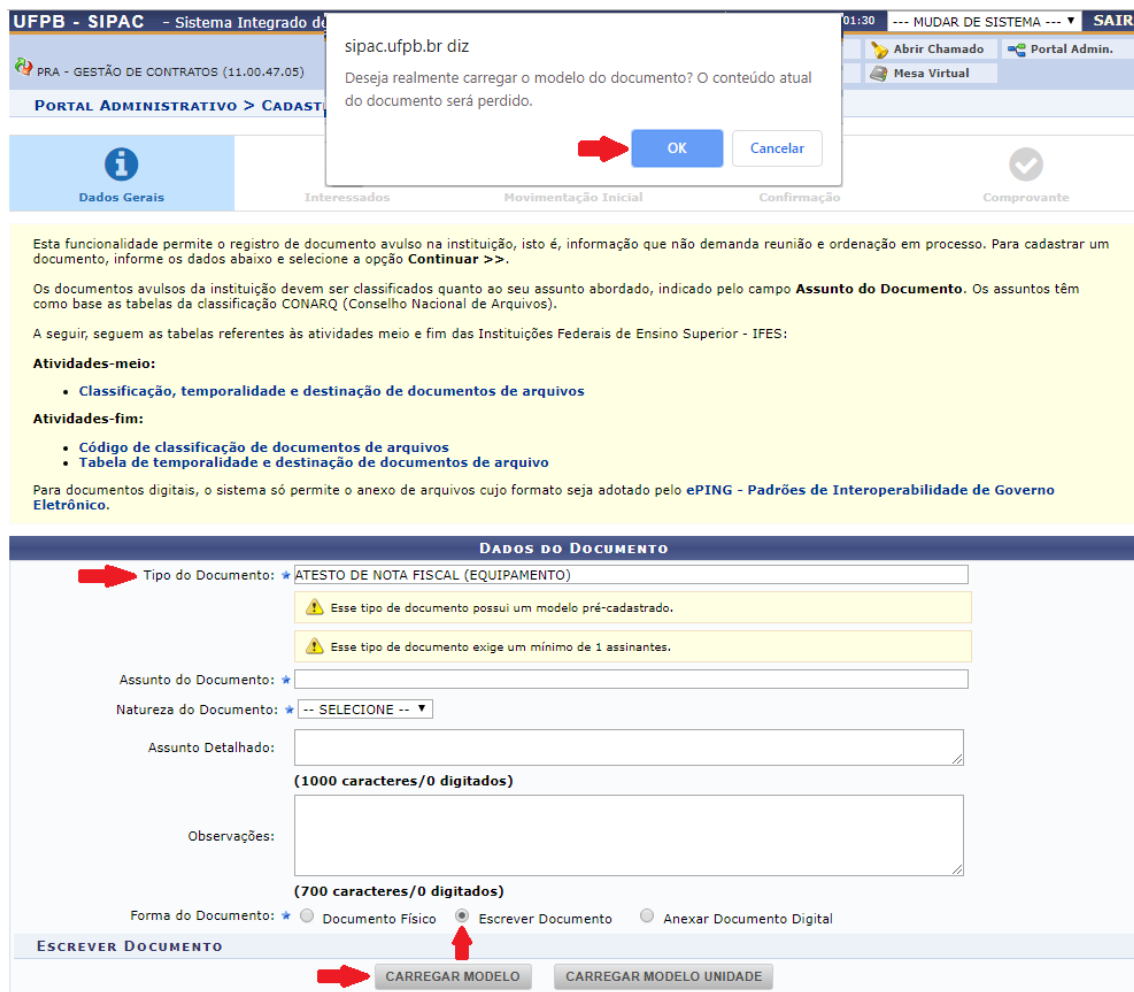 UFPB - SIPAC - Sistema Integrado de
01:30
--- MUDAR DE SISTEMA ---
SAIR
sipac.ufpb.br diz
Deseja realmente carregar o modelo do documento? O conteúdo atual
do documento será perdido.
OK
Cancelar
PRA - GESTÃO DE CONTRATOS (11.00.47.05)
Abrir Chamado
Portal Admin.
Mesa Virtual
PORTAL ADMINISTRATIVO > CADAST
Dados Gerais
Interessados
Movimentação Inicial
Confirmação
Comprovante
Esta funcionalidade permite o registro de documento avulso na instituição, isto é, informação que não demanda reunião e ordenação em processo. Para cadastrar um
documento, informe os dados abaixo e selecione a opção Continuar >>.
Os documentos avulsos da instituição devem ser classificados quanto ao seu assunto abordado, indicado pelo campo Assunto do Documento. Os assuntos têm
como base as tabelas da classificação CONARQ (Conselho Nacional de Arquivos).
A seguir, seguem as tabelas referentes às atividades meio e fim das Instituições Federais de Ensino Superior - IFES:
Atividades-meio:
• Classificação, temporalidade e destinação de documentos de arquivos
Atividades-fim:
• Código de classificação de documentos de arquivos
• Tabela de temporalidade e destinação de documentos de arquivo
Para documentos digitais, o sistema só permite o anexo de arquivos cujo formato seja adotado pelo ePING - Padrões de Interoperabilidade de Governo
Eletrônico.
DADOS DO DOCUMENTO
Tipo do Documento: ATESTO DE NOTA FISCAL (EQUIPAMENTO)
Esse tipo de documento possui um modelo pré-cadastrado.
Esse tipo de documento exige um mínimo de 1 assinantes.
Assunto do Documento:
Natureza do Documento: -- SELECIONE --
Assunto Detalhado:
(1000 caracteres/0 digitados)
Observações:
(700 caracteres/0 digitados)
Forma do Documento: Documento Físico Escrever Documento Anexar Documento Digital
ESCREVER DOCUMENTO
CARREGAR MODELO CARREGAR MODELO UNIDADE